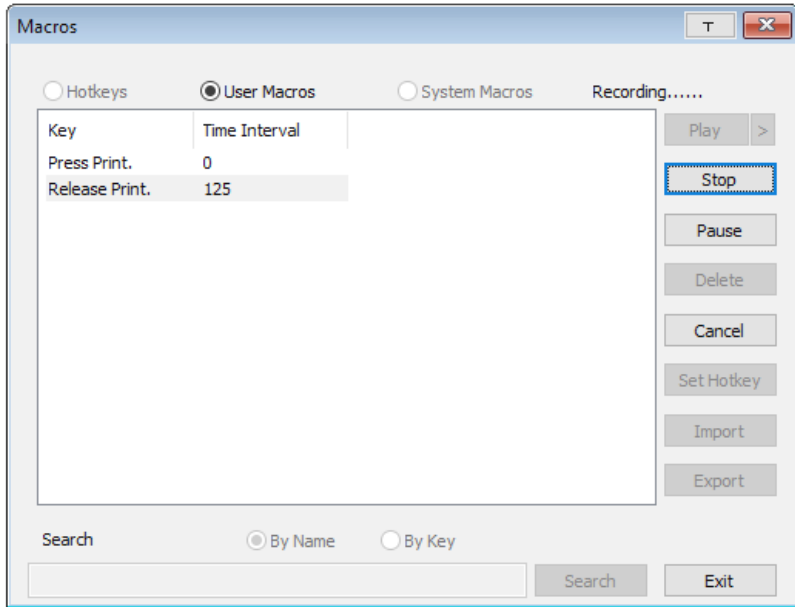 Macros T
Hotkeys User Macros System Macros Recording......
Key Time Interval Play >
Press Print. 0
Release Print. 125 Stop
Pause
Delete
Cancel
Set Hotkey
Import
Export
Search By Name By Key
Search Exit